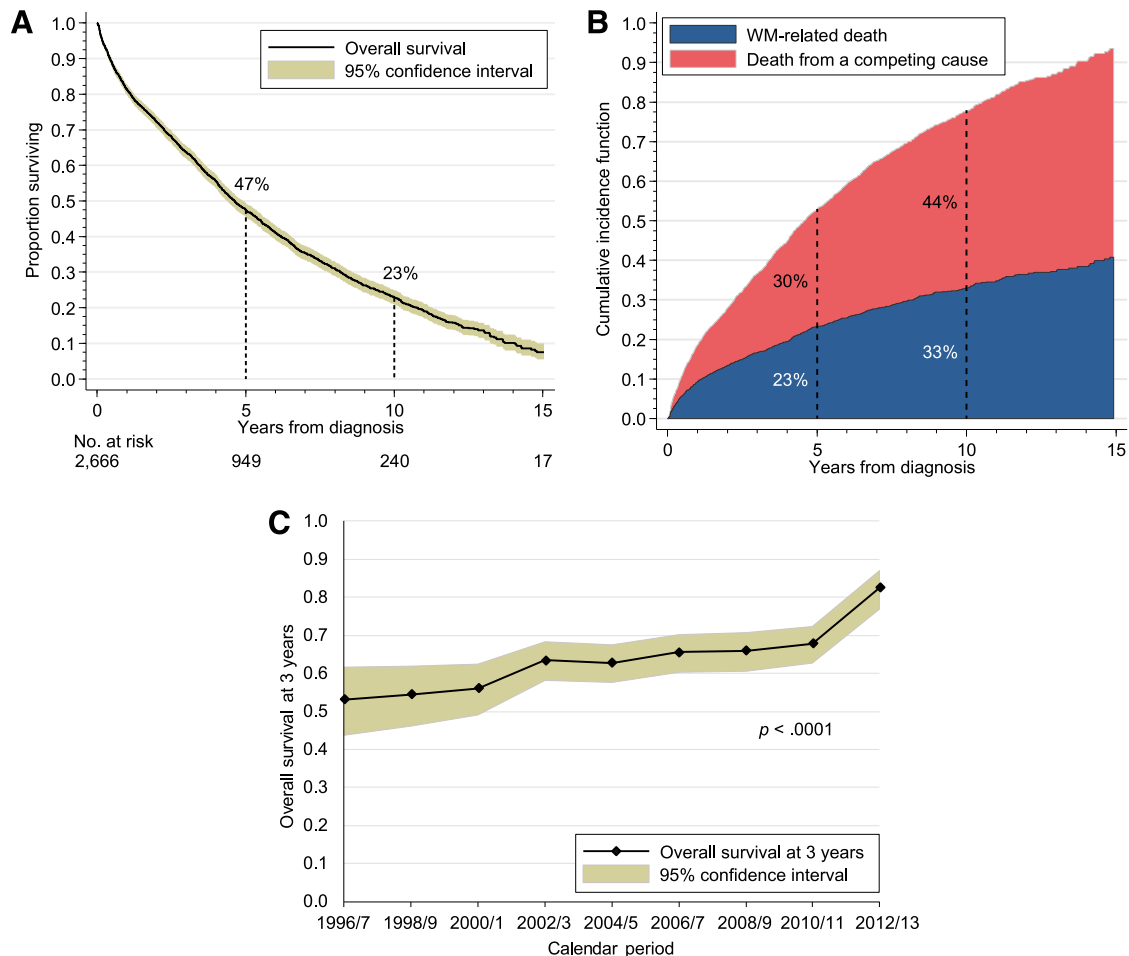 A
1.0
0.9
0.8
0.7
0.6
0.5
0.4
0.3
0.2
0.1
0.0
Proportion surviving
Overall survival
95% confidence interval
47%
23%
0 5 10 15
Years from diagnosis
No. at risk
2,666 949 240 17
B
1.0
0.9
0.8
0.7
0.6
0.5
0.4
0.3
0.2
0.1
0.0
Cumulative incidence function
WM-related death
Death from a competing cause
30%
44%
23%
33%
0 5 10 15
Years from diagnosis
C
1.0
0.9
0.8
0.7
0.6
0.5
0.4
0.3
0.2
0.1
0.0
Overall survival at 3 years
p < .0001
Overall survival at 3 years
95% confidence interval
1996/7 1998/9 2000/1 2002/3 2004/5 2006/7 2008/9 2010/11 2012/13
Calendar period